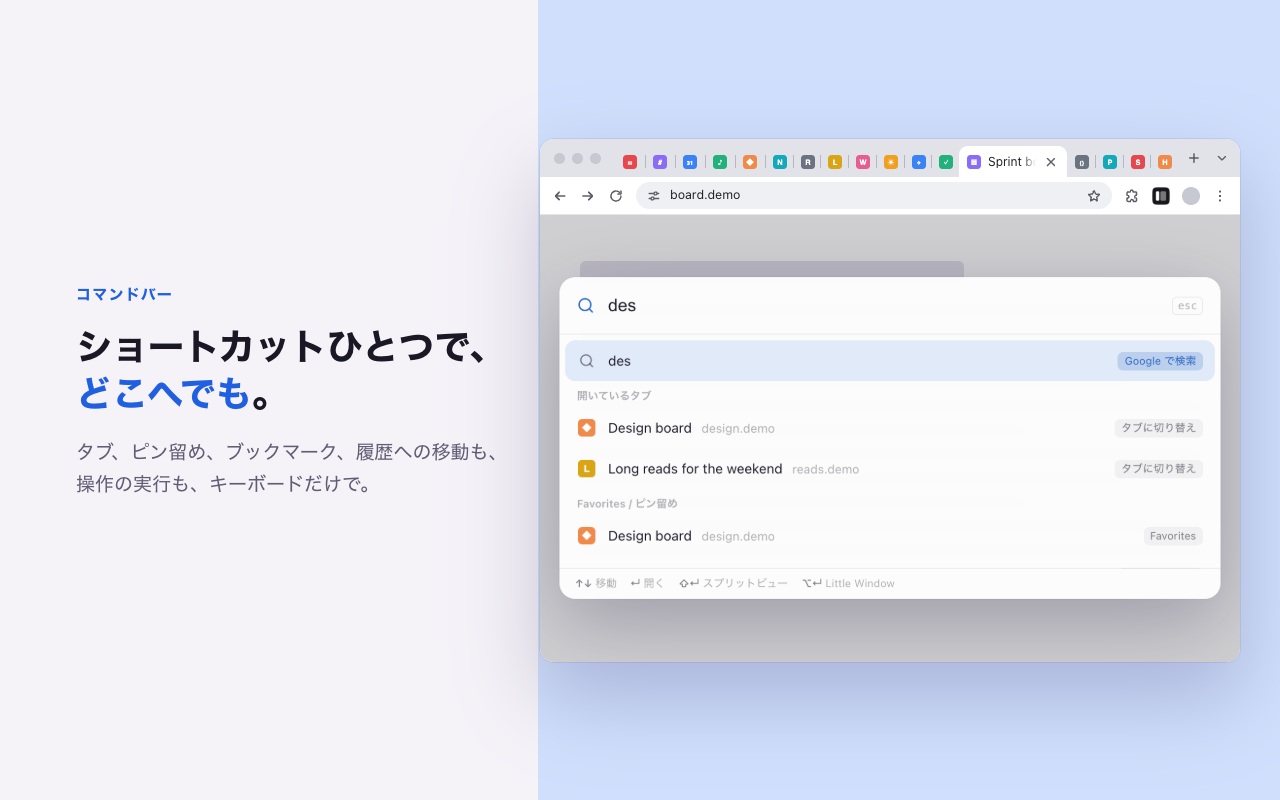 コマンドバー
ショートカットひとつで、
どこへでも。
タブ、ピン留め、ブックマーク、履歴への移動も、
操作の実行も、キーボードだけで。
Sprint b
board.demo
des
esc
des
Google で検索
開いているタブ
Design board design.demo タブに切り替え
L Long reads for the weekend reads.demo タブに切り替え
Favorites / ピン留め
Design board design.demo Favorites
↑↓ 移動 ↵ 開く ⇧↵ スプリットビュー ⌥↵ Little Window